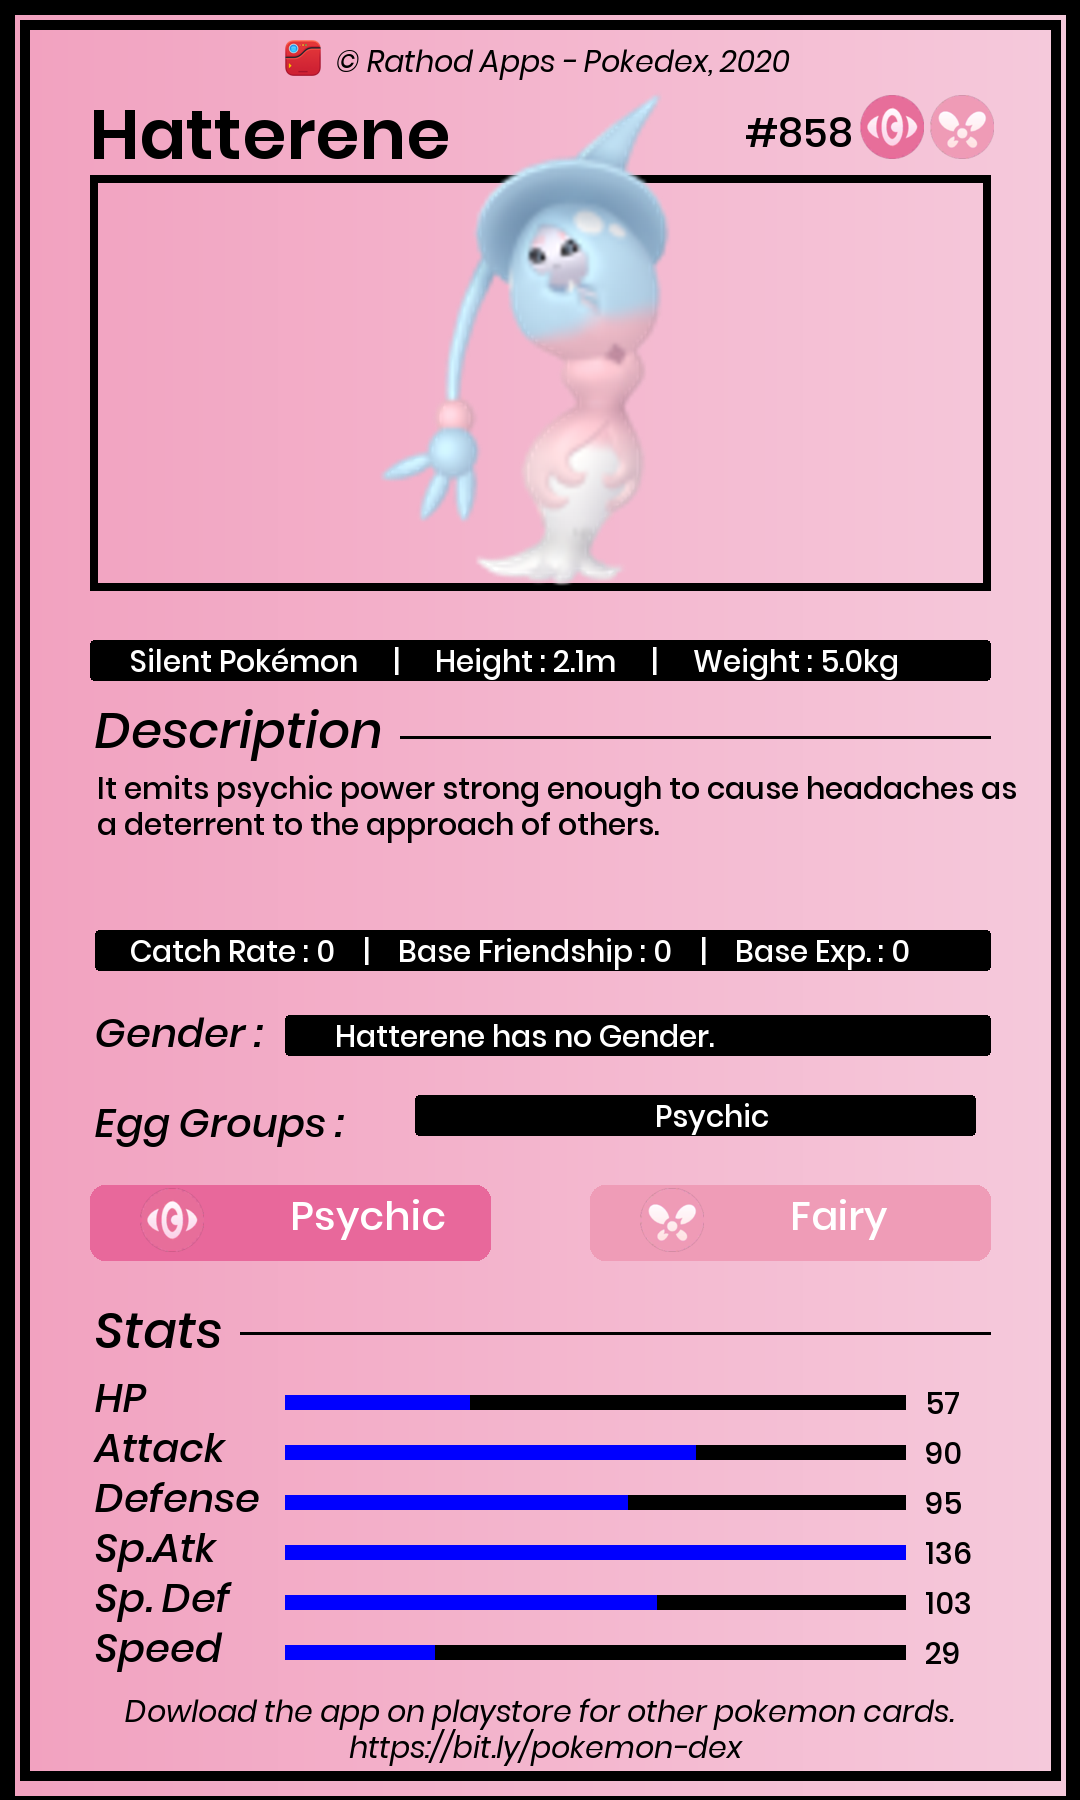 © Rathod Apps - Pokedex, 2020
Hatterene
#858
Silent Pokémon | Height : 2.1m | Weight : 5.0kg
Description
It emits psychic power strong enough to cause headaches as
a deterrent to the approach of others.
Catch Rate : 0 | Base Friendship : 0 | Base Exp. : 0
Gender : Hatterene has no Gender.
Egg Groups : Psychic
Psychic Fairy
Stats
HP 57
Attack 90
Defense 95
Sp.Atk 136
Sp. Def 103
Speed 29
Dowload the app on playstore for other pokemon cards.
https://bit.ly/pokemon-dex